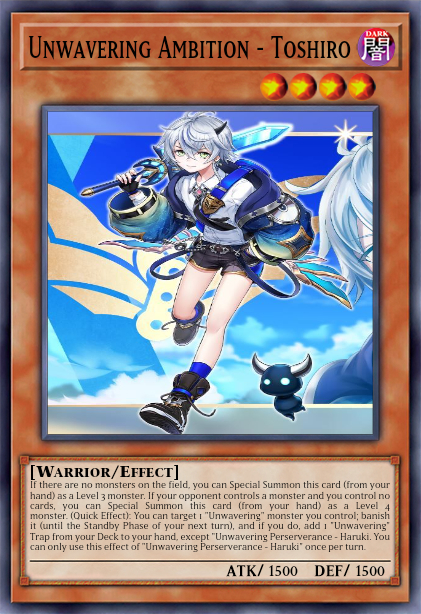 Unwavering Ambition - Toshiro
DARK
闇
[Warrior/Effect]
If there are no monsters on the field, you can Special Summon this card (from your
hand) as a Level 3 monster. If your opponent controls a monster and you control no
cards, you can Special Summon this card (from your hand) as a Level 4
monster. (Quick Effect): You can target 1 "Unwavering" monster you control; banish
it (until the Standby Phase of your next turn), and if you do, add 1 "Unwavering"
Trap from your Deck to your hand, except "Unwavering Perserverance - Haruki. You
can only use this effect of "Unwavering Perserverance - Haruki" once per turn.
ATK/ 1500 DEF/ 1500